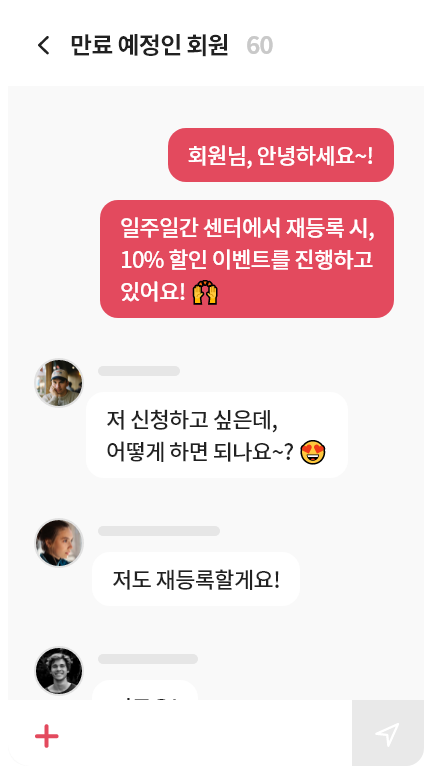 만료 예정인 회원 60
회원님, 안녕하세요~!
일주일간 센터에서 재등록 시,
10% 할인 이벤트를 진행하고
있어요! 🙌
저 신청하고 싶은데,
어떻게 하면 되나요~? 😍
저도 재등록할게요!